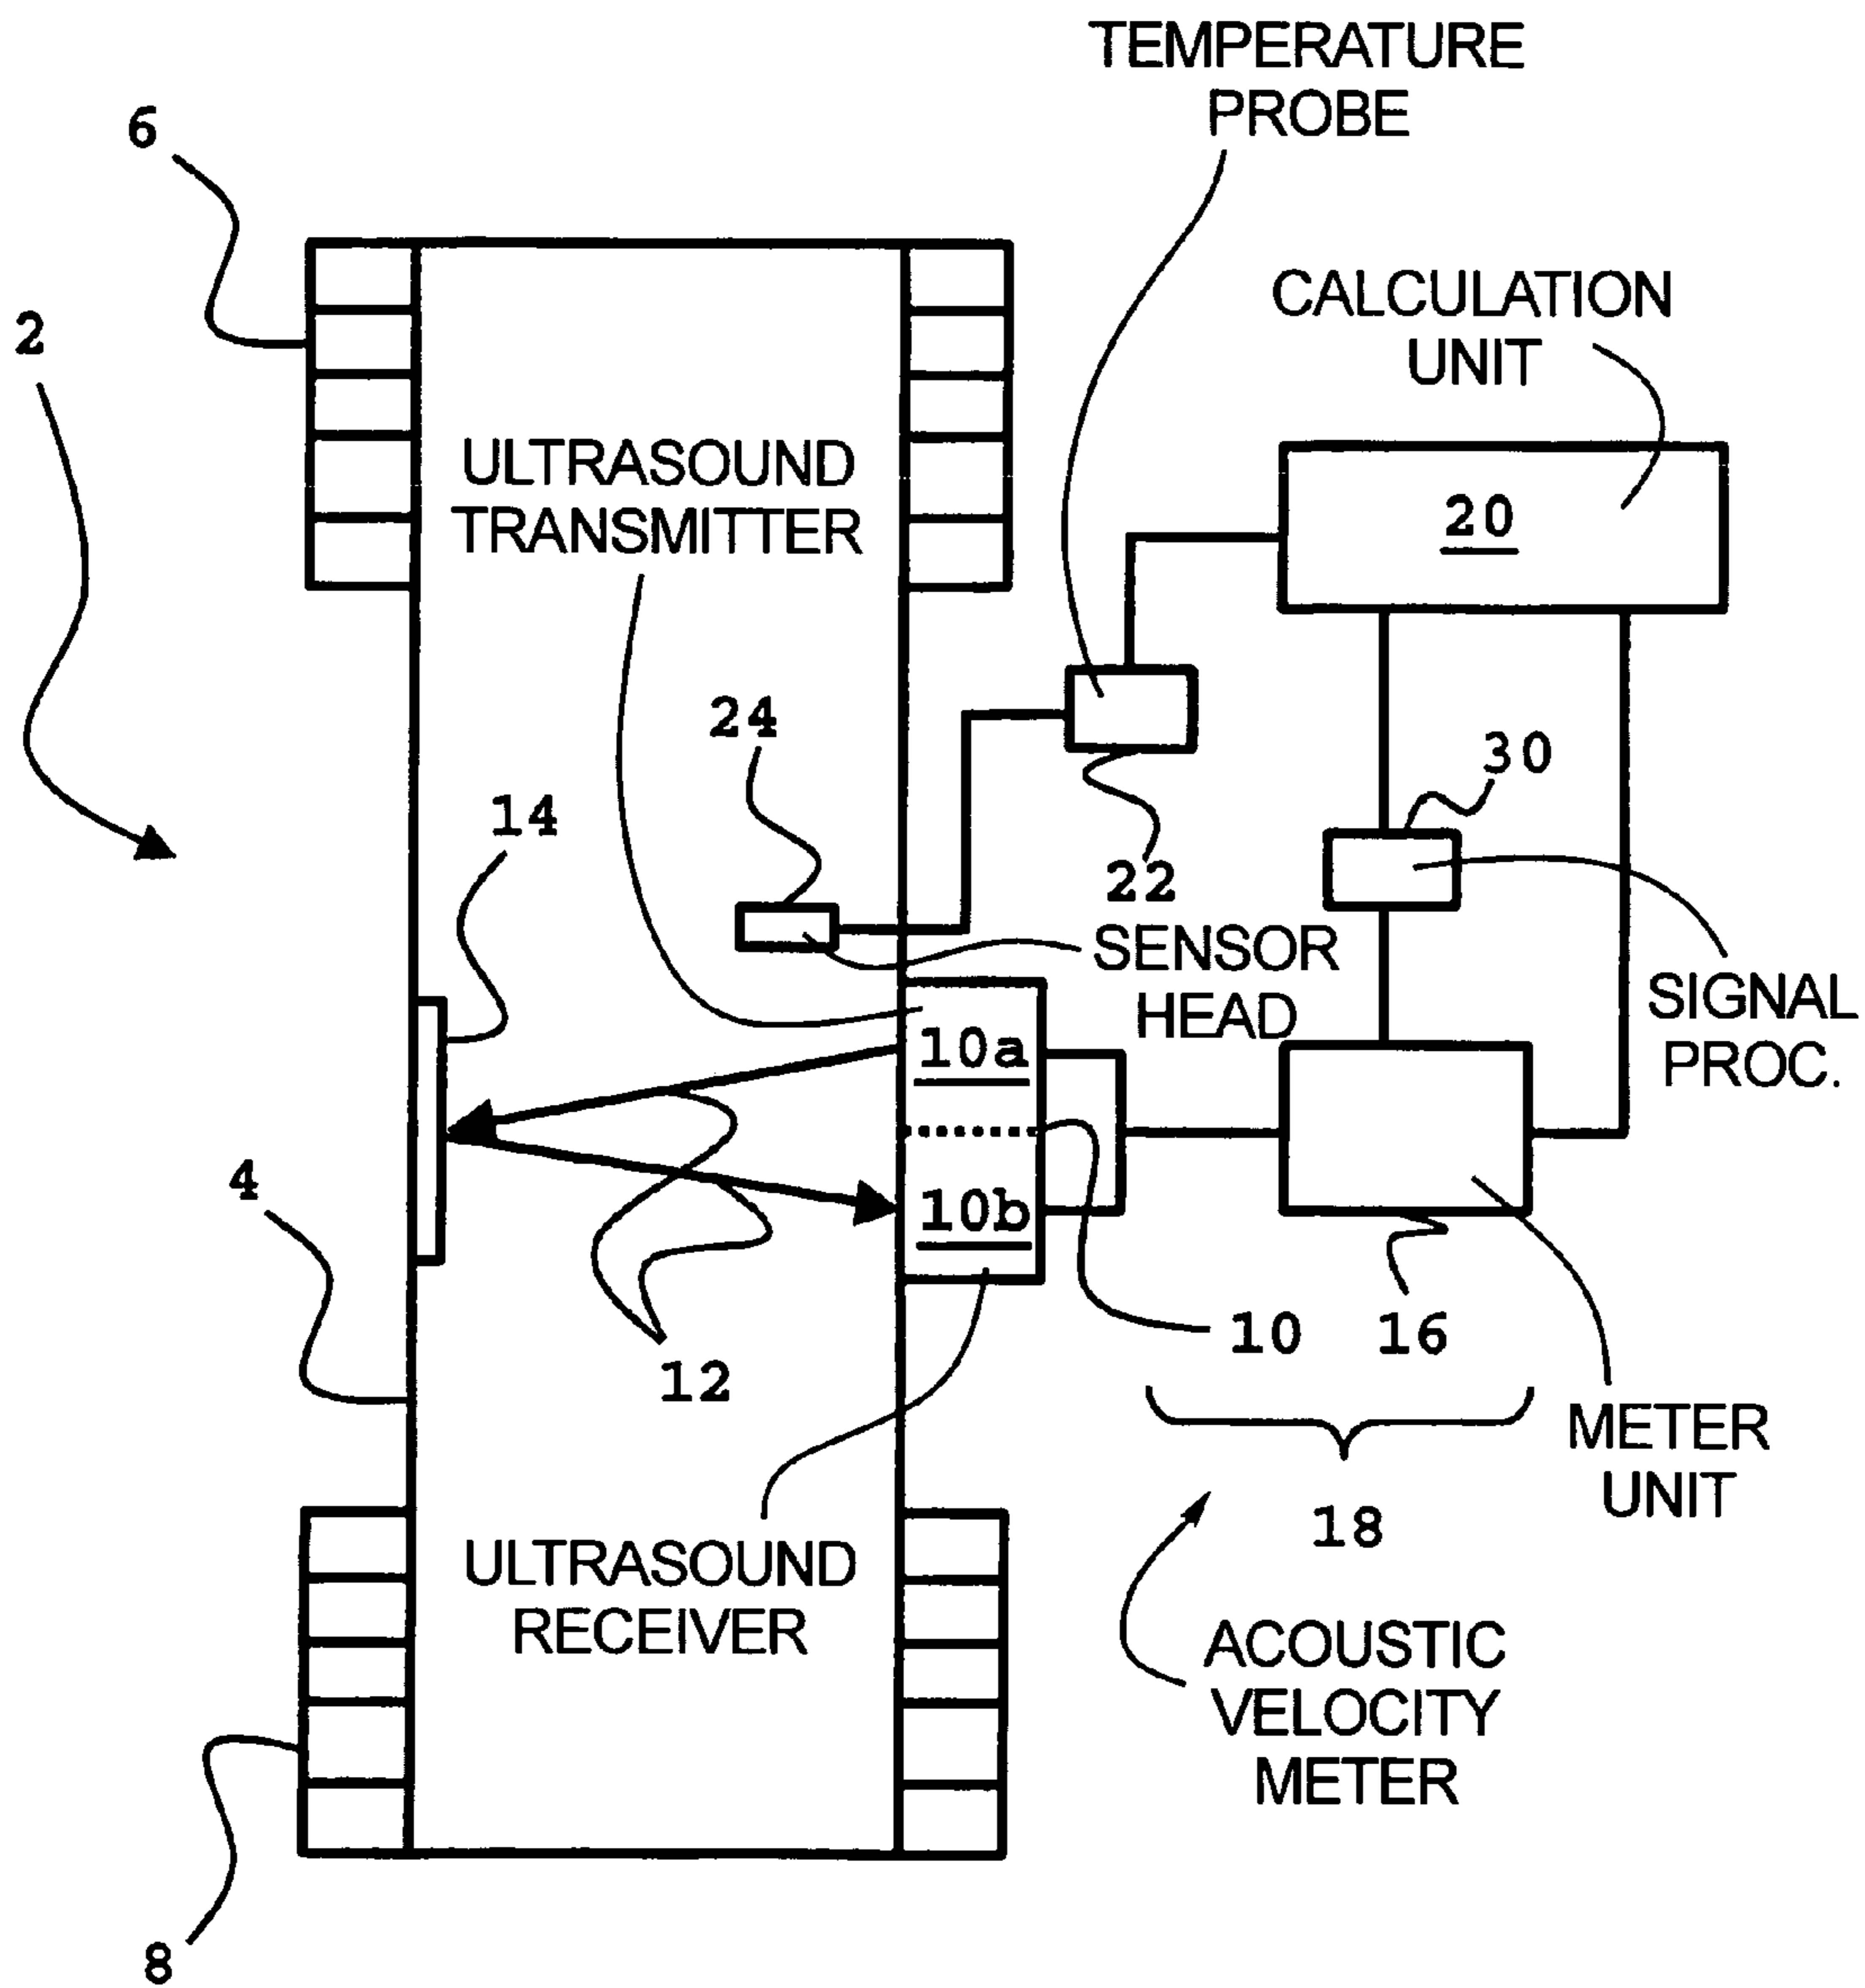 TEMPERATURE
PROBE
6
CALCULATION
UNIT
2
ULTRASOUND
TRANSMITTER
20
24
30
14
22
SENSOR
HEAD
SIGNAL
PROC.
10a
4
10b
10
16
12
METER
UNIT
18
ULTRASOUND
RECEIVER
ACOUSTIC
VELOCITY
METER
8